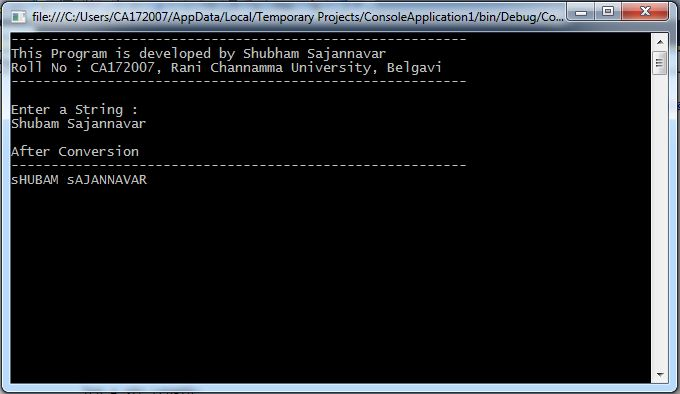 file:///C:/Users/CA172007/AppData/Local/Temporary Projects/ConsoleApplication1/bin/Debug/Co...
---------------------------------------------------------
This Program is developed by Shubham Sajannavar
Roll No : CA172007, Rani Channamma University, Belgavi
---------------------------------------------------------
Enter a String :
Shubam Sajannavar
After Conversion
---------------------------------------------------------
sHUBAM sAJANNAVAR